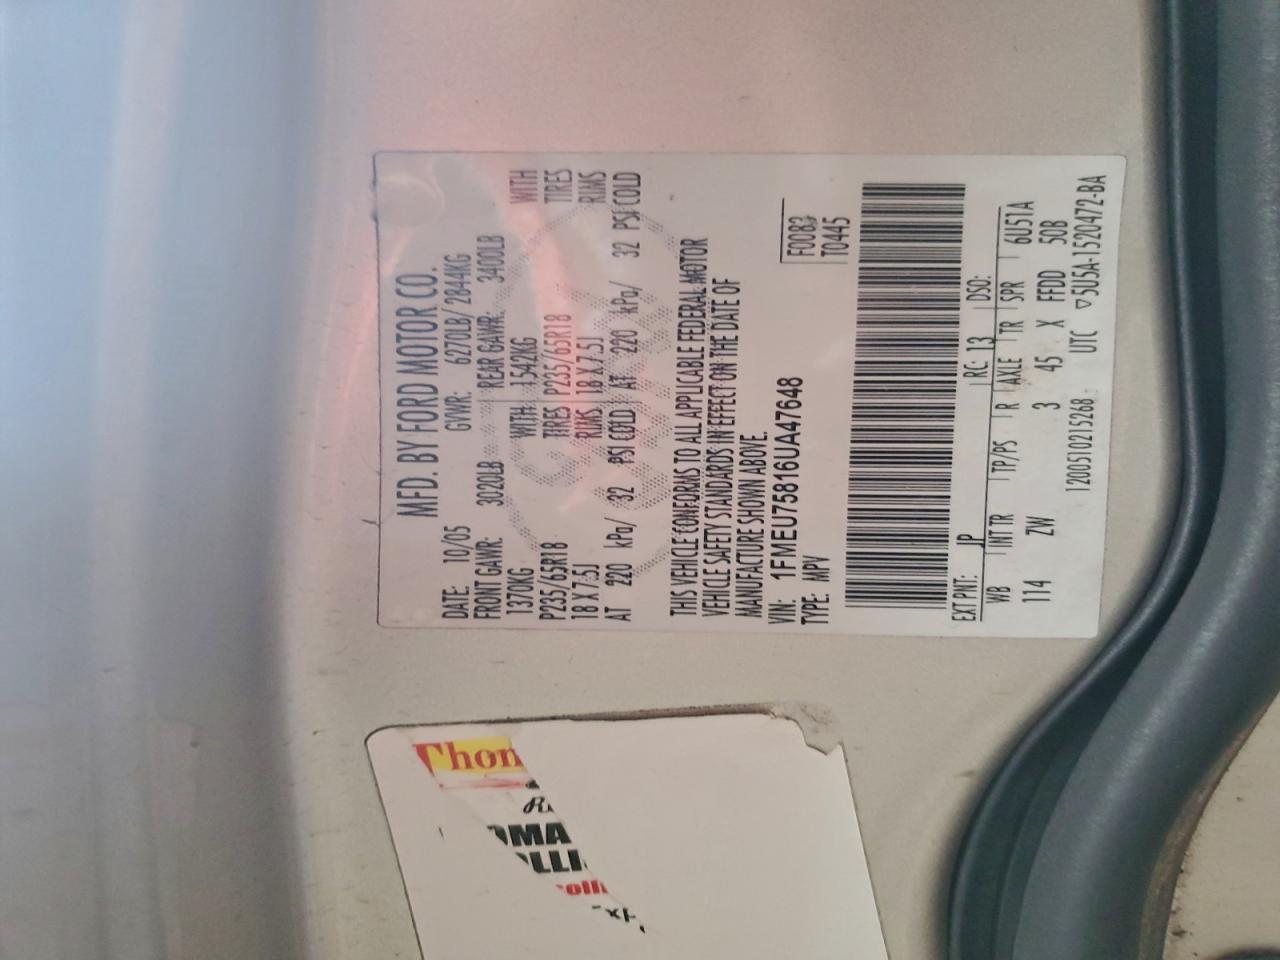 MFD. BY FORD MOTOR CO.
DATE: 10/05 GVWR: 6270LB/ 2844KG
FRONT GAWR: 3020LB REAR GAWR: 3400LB
1370KG WITH 1542KG WITH
P235/65R18 TIRES P235/65R18 TIRES
18 X 7.5J RIMS 18 X 7.5J RIMS
AT 220 kPa/ 32 PSI COLD AT 220 kPa/ 32 PSI COLD
THIS VEHICLE CONFORMS TO ALL APPLICABLE FEDERAL MOTOR
VEHICLE SAFETY STANDARDS IN EFFECT ON THE DATE OF
MANUFACTURE SHOWN ABOVE.
VIN: 1FMEU75816UA47648
TYPE: MPV
F0083
T0445
EXT PNT: JP RC: 13 DSO:
WB INT TR TP/PS R AXLE TR SPR 6U51A
114 ZW 3 45 X FFDD 50B
120051021526B UTC ▽5U5A-1520472-BA
Thom
OMA
OLLI
olli